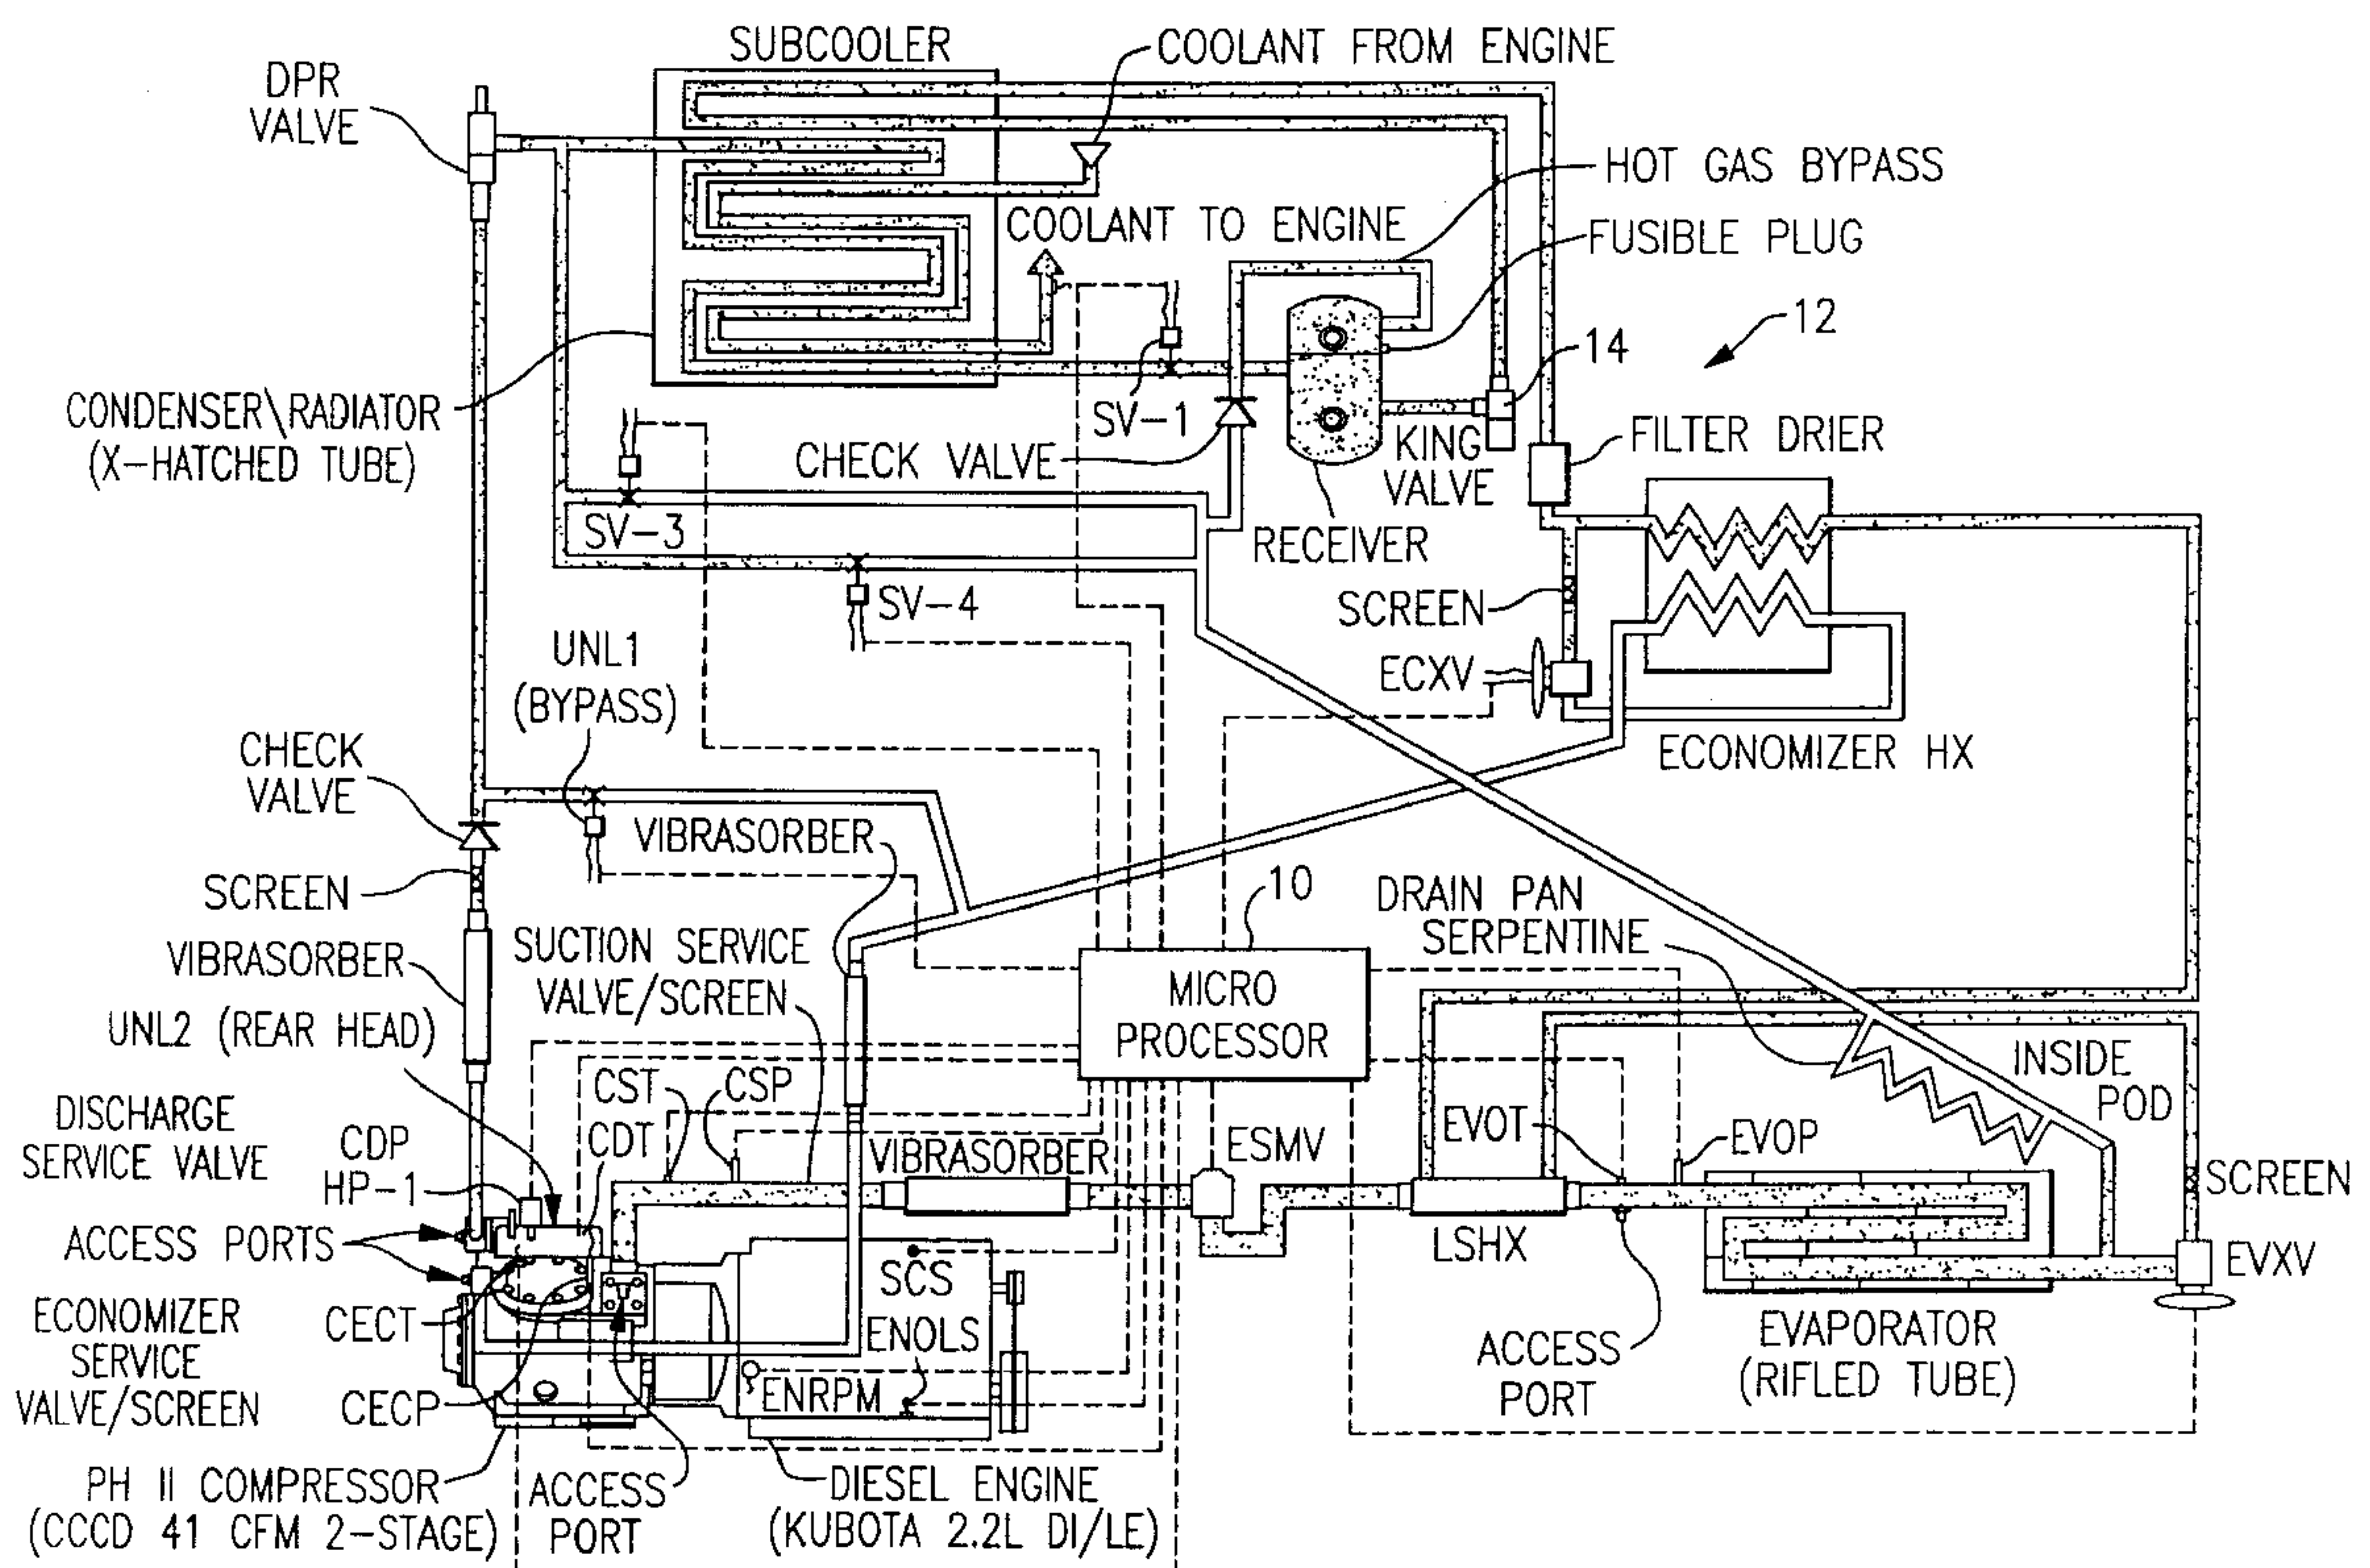 SUBCOOLER
COOLANT FROM ENGINE
DPR
VALVE
HOT GAS BYPASS
COOLANT TO ENGINE
FUSIBLE PLUG
12
14
CONDENSER\RADIATOR
(X-HATCHED TUBE)
SV-1
CHECK VALVE
KING
VALVE
FILTER DRIER
SV-3
RECEIVER
SV-4
SCREEN
UNL1
(BYPASS)
ECXV
ECONOMIZER HX
CHECK
VALVE
VIBRASORBER
SCREEN
10
DRAIN PAN
SERPENTINE
SUCTION SERVICE
VALVE/SCREEN
VIBRASORBER
MICRO
PROCESSOR
UNL2 (REAR HEAD)
INSIDE
POD
CST
CSP
DISCHARGE
SERVICE VALVE
CDP
HP-1
CDT
VIBRASORBER
ESMV
EVOT
EVOP
SCREEN
ACCESS PORTS
LSHX
SCS
EVXV
ECONOMIZER
SERVICE
VALVE/SCREEN
CECT
ENOLS
ACCESS
PORT
EVAPORATOR
(RIFLED TUBE)
CECP
ENRPM
PH II COMPRESSOR
(CCCD 41 CFM 2-STAGE)
ACCESS
PORT
DIESEL ENGINE
(KUBOTA 2.2L DI/LE)